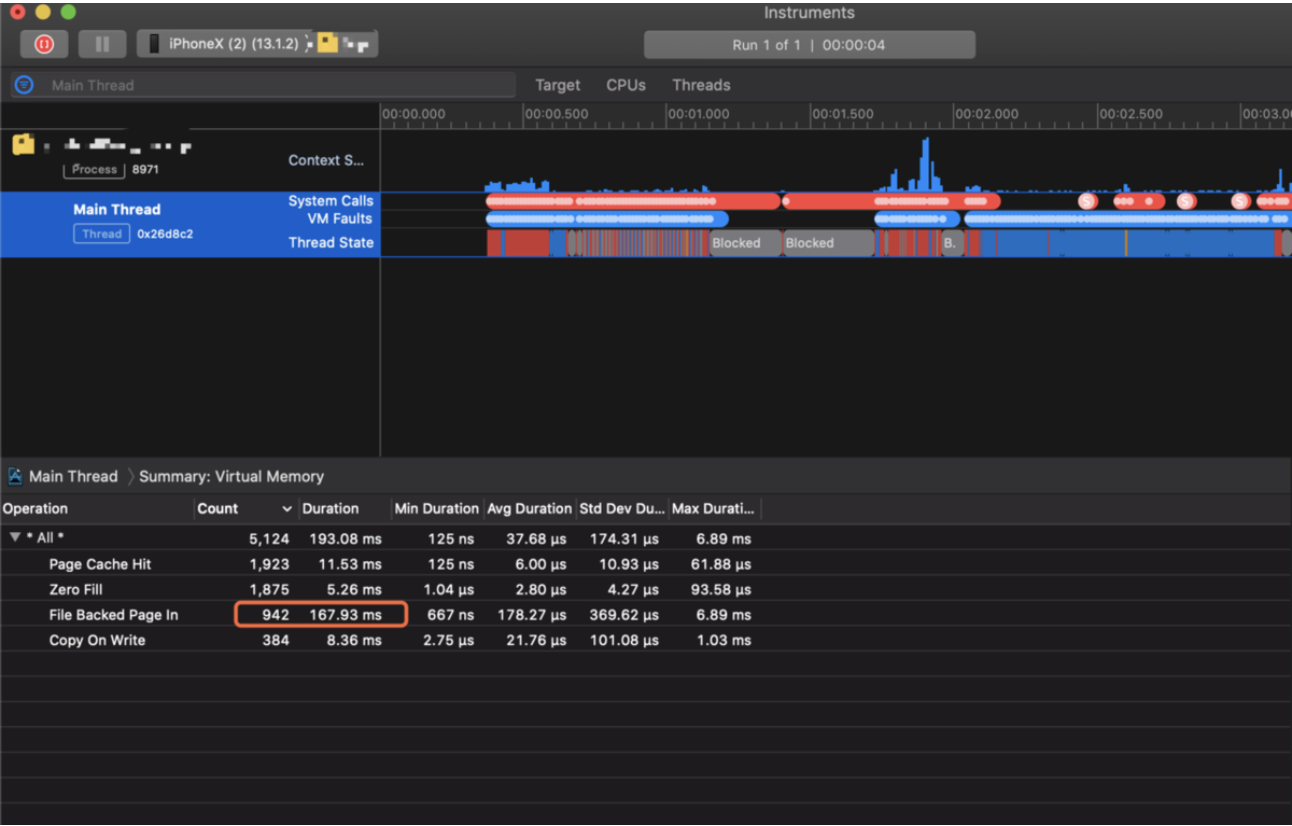 Instruments
iPhoneX (2) (13.1.2)
Run 1 of 1 | 00:00:04
Main Thread
Target CPUs Threads
00:00.000 00:00.500 00:01.000 00:01.500 00:02.000 00:02.500 00:03.0
Process 8971
Context S...
Main Thread
Thread 0x26d8c2
System Calls
VM Faults
Thread State
S S S
Blocked Blocked B.
Main Thread Summary: Virtual Memory
Operation Count Duration Min Duration Avg Duration Std Dev Du... Max Durati...
* All * 5,124 193.08 ms 125 ns 37.68 µs 174.31 µs 6.89 ms
Page Cache Hit 1,923 11.53 ms 125 ns 6.00 µs 10.93 µs 61.88 µs
Zero Fill 1,875 5.26 ms 1.04 µs 2.80 µs 4.27 µs 93.58 µs
File Backed Page In 942 167.93 ms 667 ns 178.27 µs 369.62 µs 6.89 ms
Copy On Write 384 8.36 ms 2.75 µs 21.76 µs 101.08 µs 1.03 ms